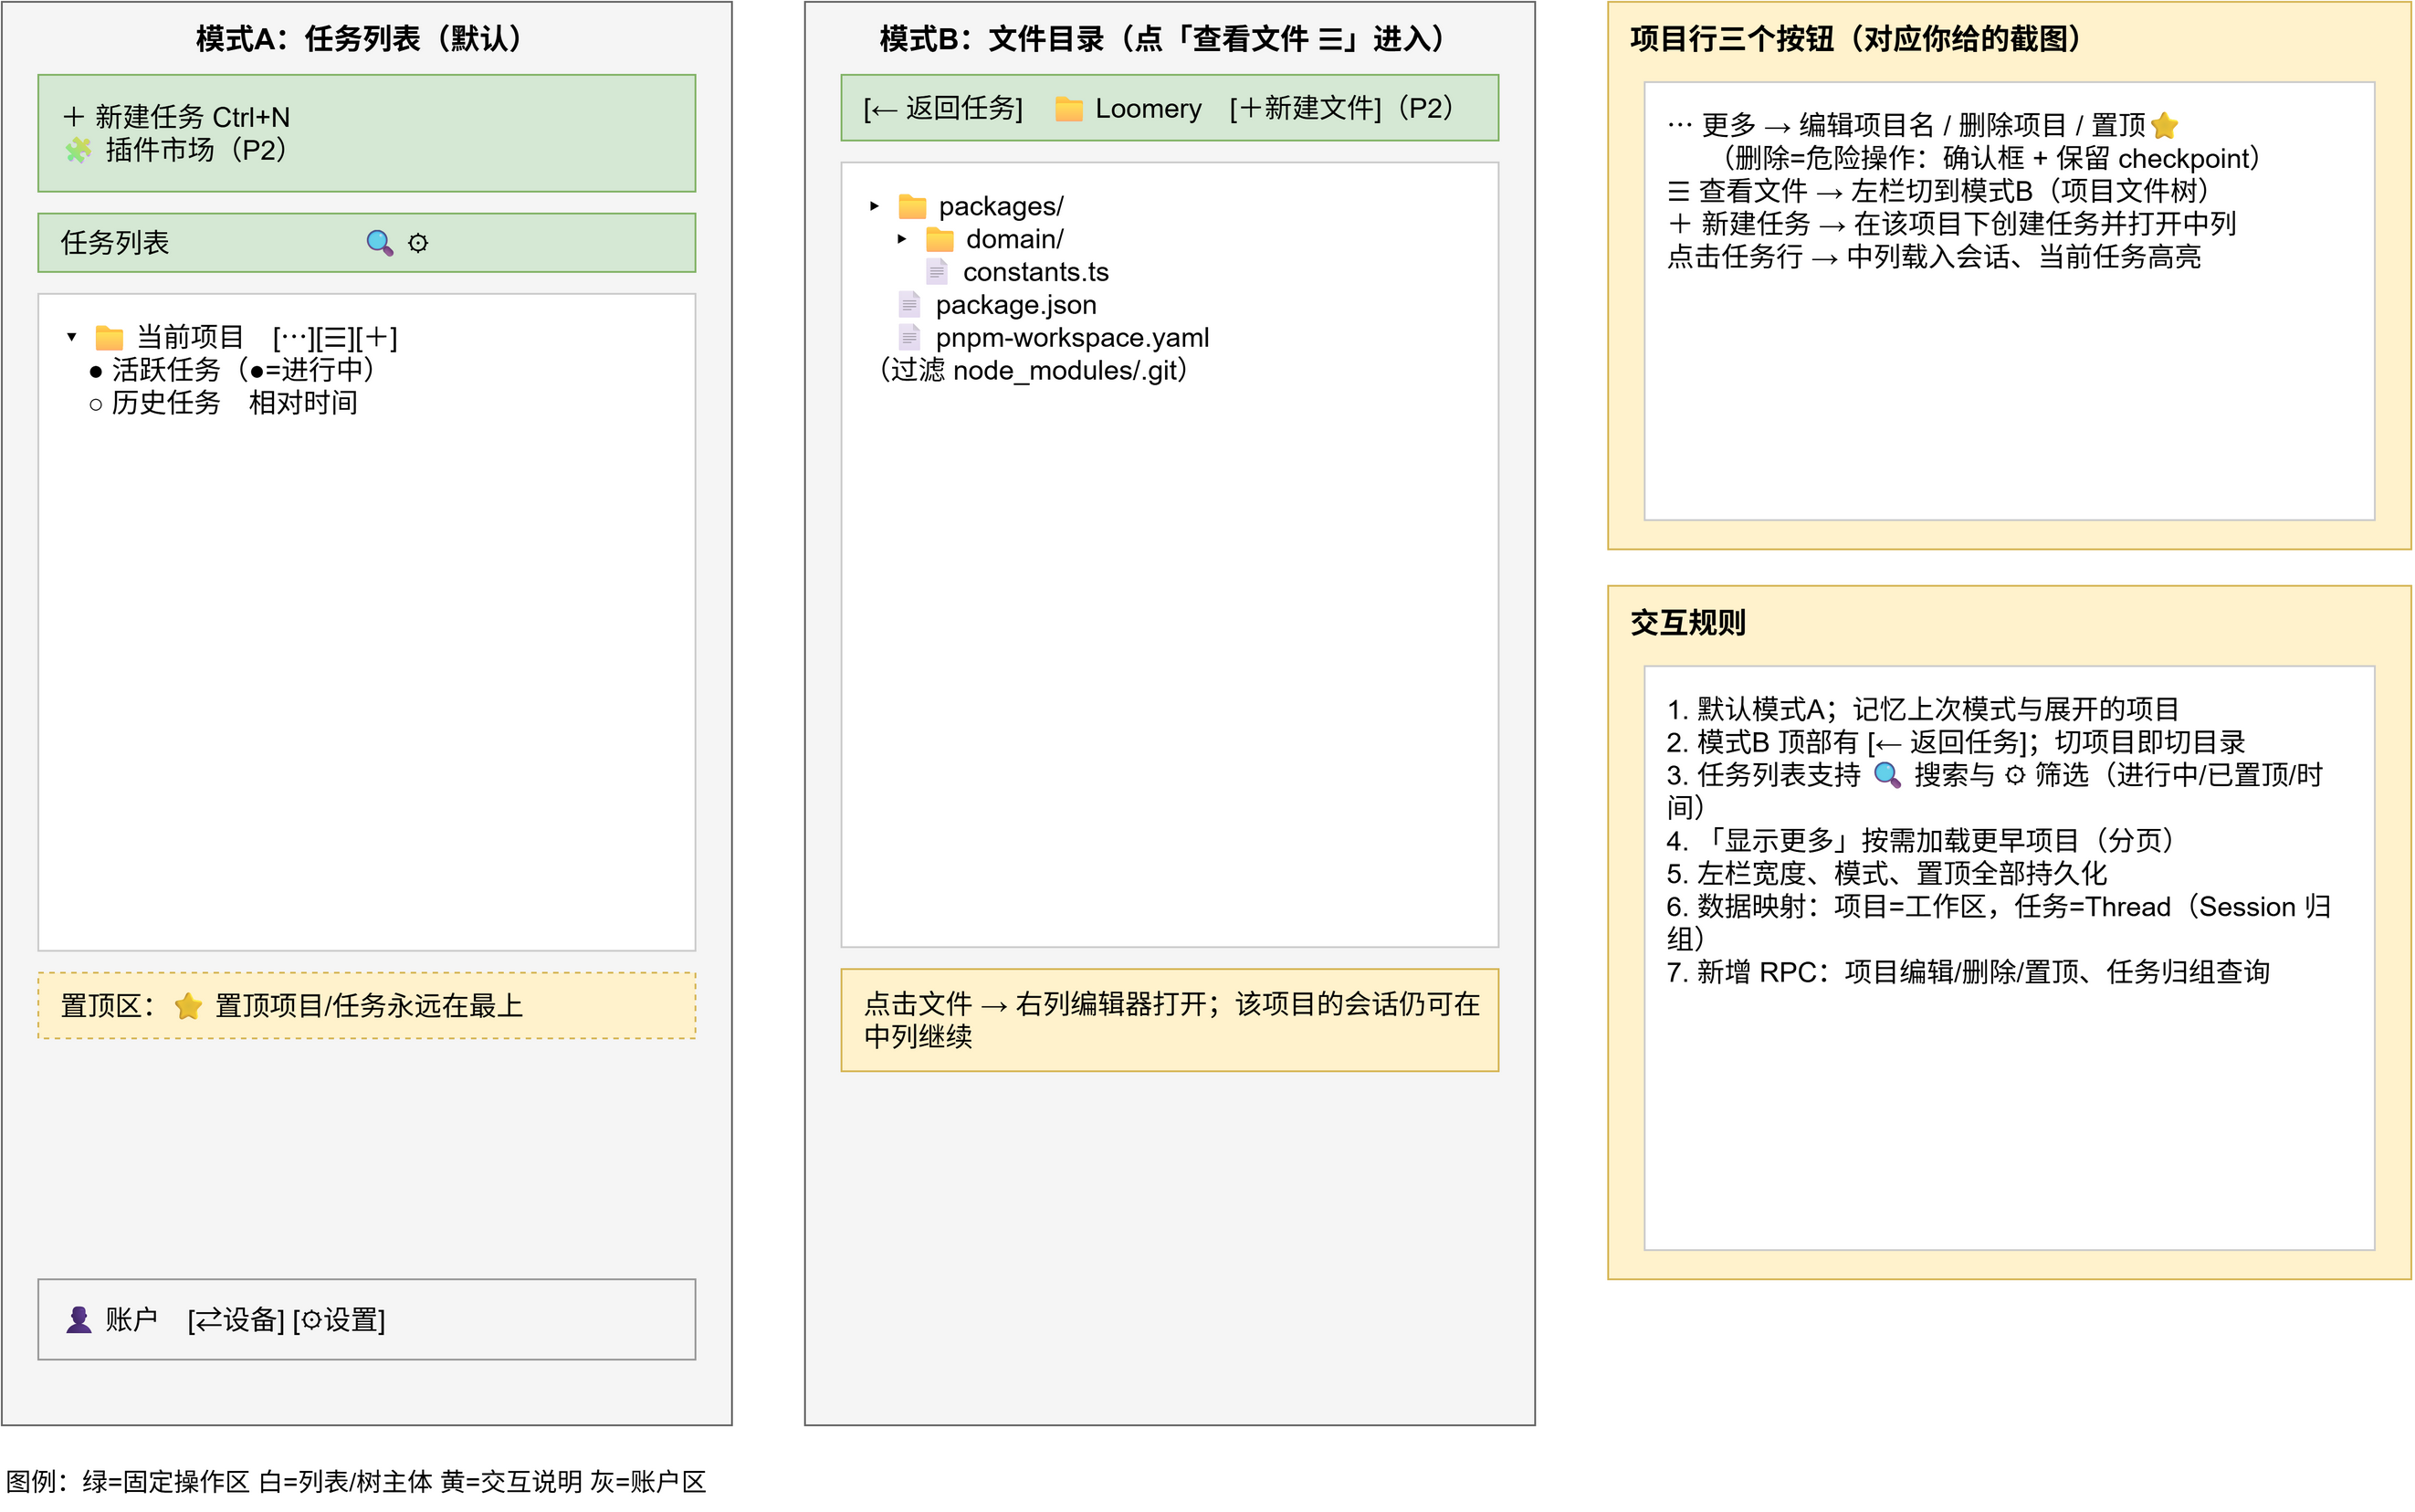 模式A：任务列表（默认）
＋ 新建任务 Ctrl+N
🧩 插件市场（P2）
任务列表 🔍 ⚙
▾ 📁 当前项目 [⋯][☰][＋]
● 活跃任务（●=进行中）
○ 历史任务 相对时间
置顶区：⭐ 置顶项目/任务永远在最上
👤 账户 [⇄设备] [⚙设置]
模式B：文件目录（点「查看文件 ☰」进入）
[← 返回任务] 📁 Loomery [＋新建文件]（P2）
▸ 📁 packages/
▸ 📁 domain/
📄 constants.ts
📄 package.json
📄 pnpm-workspace.yaml
（过滤 node_modules/.git）
点击文件 → 右列编辑器打开；该项目的会话仍可在
中列继续
项目行三个按钮（对应你给的截图）
⋯ 更多 → 编辑项目名 / 删除项目 / 置顶⭐
（删除=危险操作：确认框 + 保留 checkpoint）
☰ 查看文件 → 左栏切到模式B（项目文件树）
＋ 新建任务 → 在该项目下创建任务并打开中列
点击任务行 → 中列载入会话、当前任务高亮
交互规则
1. 默认模式A；记忆上次模式与展开的项目
2. 模式B 顶部有 [← 返回任务]；切项目即切目录
3. 任务列表支持 🔍 搜索与 ⚙ 筛选（进行中/已置顶/时
间）
4. 「显示更多」按需加载更早项目（分页）
5. 左栏宽度、模式、置顶全部持久化
6. 数据映射：项目=工作区，任务=Thread（Session 归
组）
7. 新增 RPC：项目编辑/删除/置顶、任务归组查询
图例：绿=固定操作区 白=列表/树主体 黄=交互说明 灰=账户区